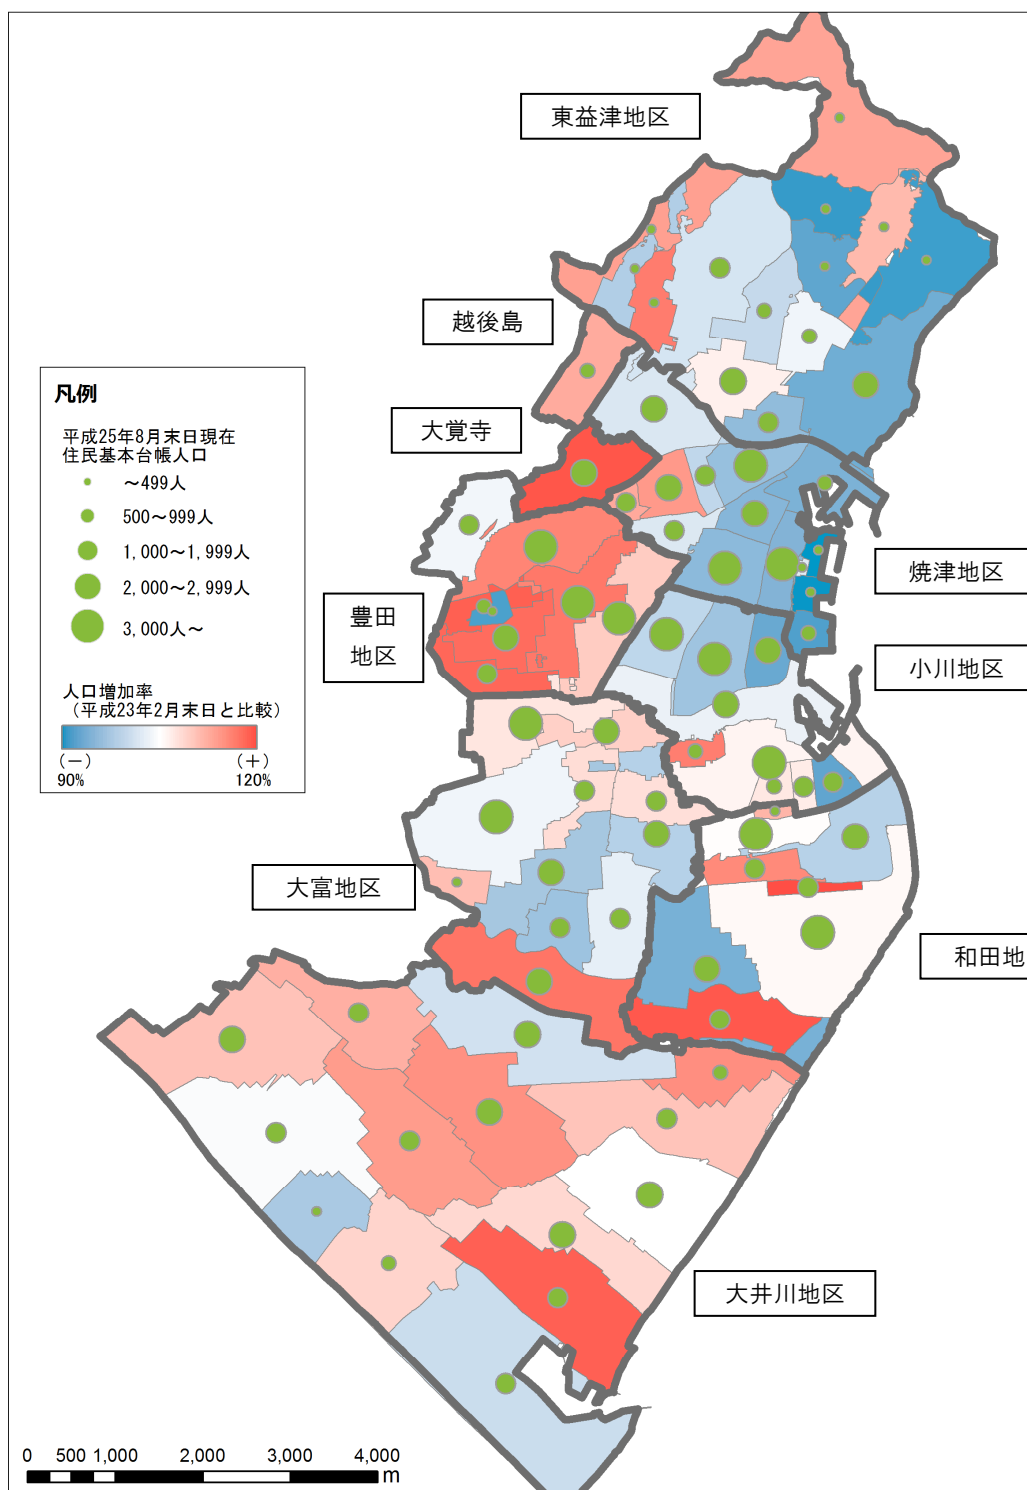 東益津地区
越後島
大覚寺
豊田
地区
大富地区
焼津地区
小川地区
和田地
大井川地区
凡例
平成25年8月末日現在
住民基本台帳人口
～499人
500～999人
1,000～1,999人
2,000～2,999人
3,000人～
人口増加率
（平成23年2月末日と比較）
（－） （＋）
90% 120%
0 500 1,000 2,000 3,000 4,000
m